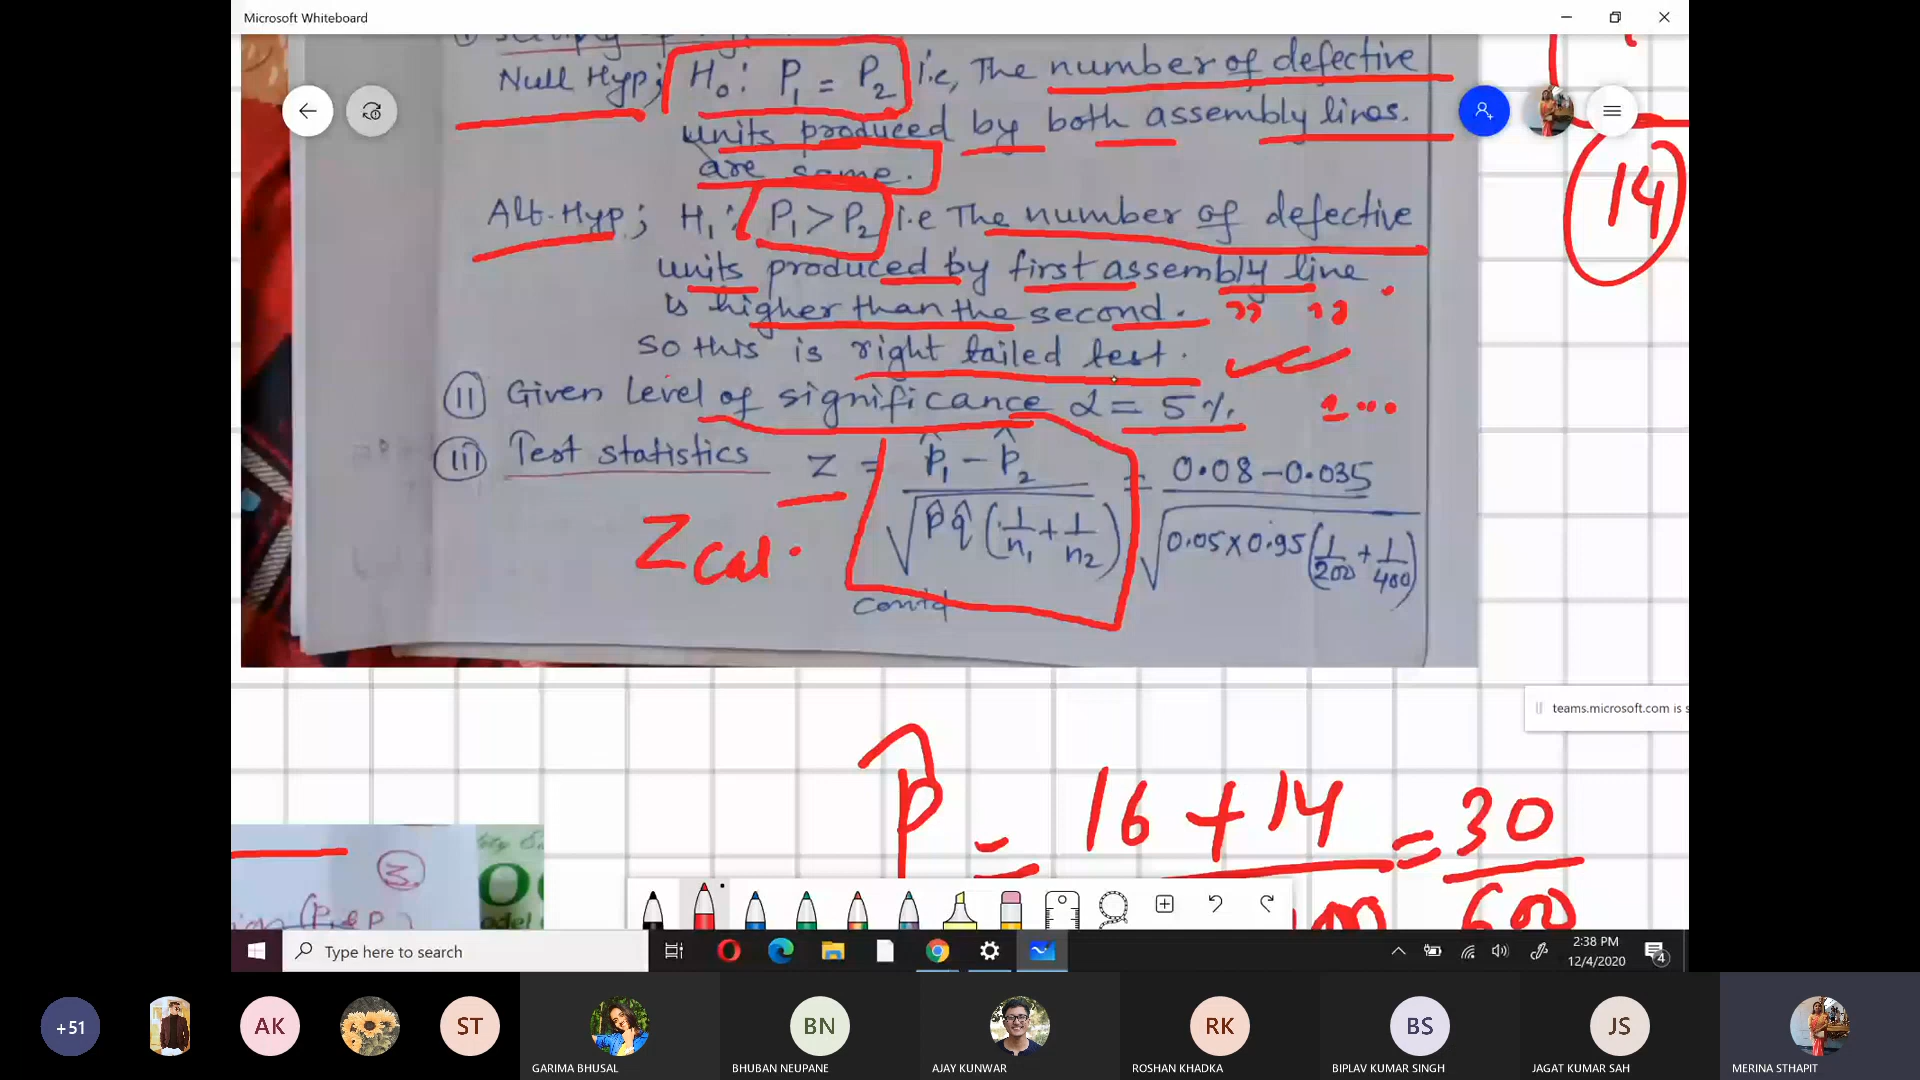 Microsoft Whiteboard
Null Hyp; H₀: P₁ = P₂ i.e, The number of defective
units produced by both assembly lines.
are same.
14
Alt. Hyp; H₁: P₁ > P₂ i.e The number of defective
units produced by first assembly line
is higher than the second.
so this is right tailed test.
(II) Given level of significance α = 5%
(III) Test statistics Z = p̂₁ - p̂₂ / √p̂q̂(1/n₁ + 1/n₂) = 0.08 - 0.035 / √0.05 x 0.95(1/200 + 1/400)
Zcal.
Cont'd
teams.microsoft.com is s
p̂ = 16 + 14 = 30
600
Type here to search
2:38 PM
12/4/2020
4
+51
AK
ST
BN
RK
BS
JS
GARIMA BHUSAL
BHUBAN NEUPANE
AJAY KUNWAR
ROSHAN KHADKA
BIPLAV KUMAR SINGH
JAGAT KUMAR SAH
MERINA STHAPIT